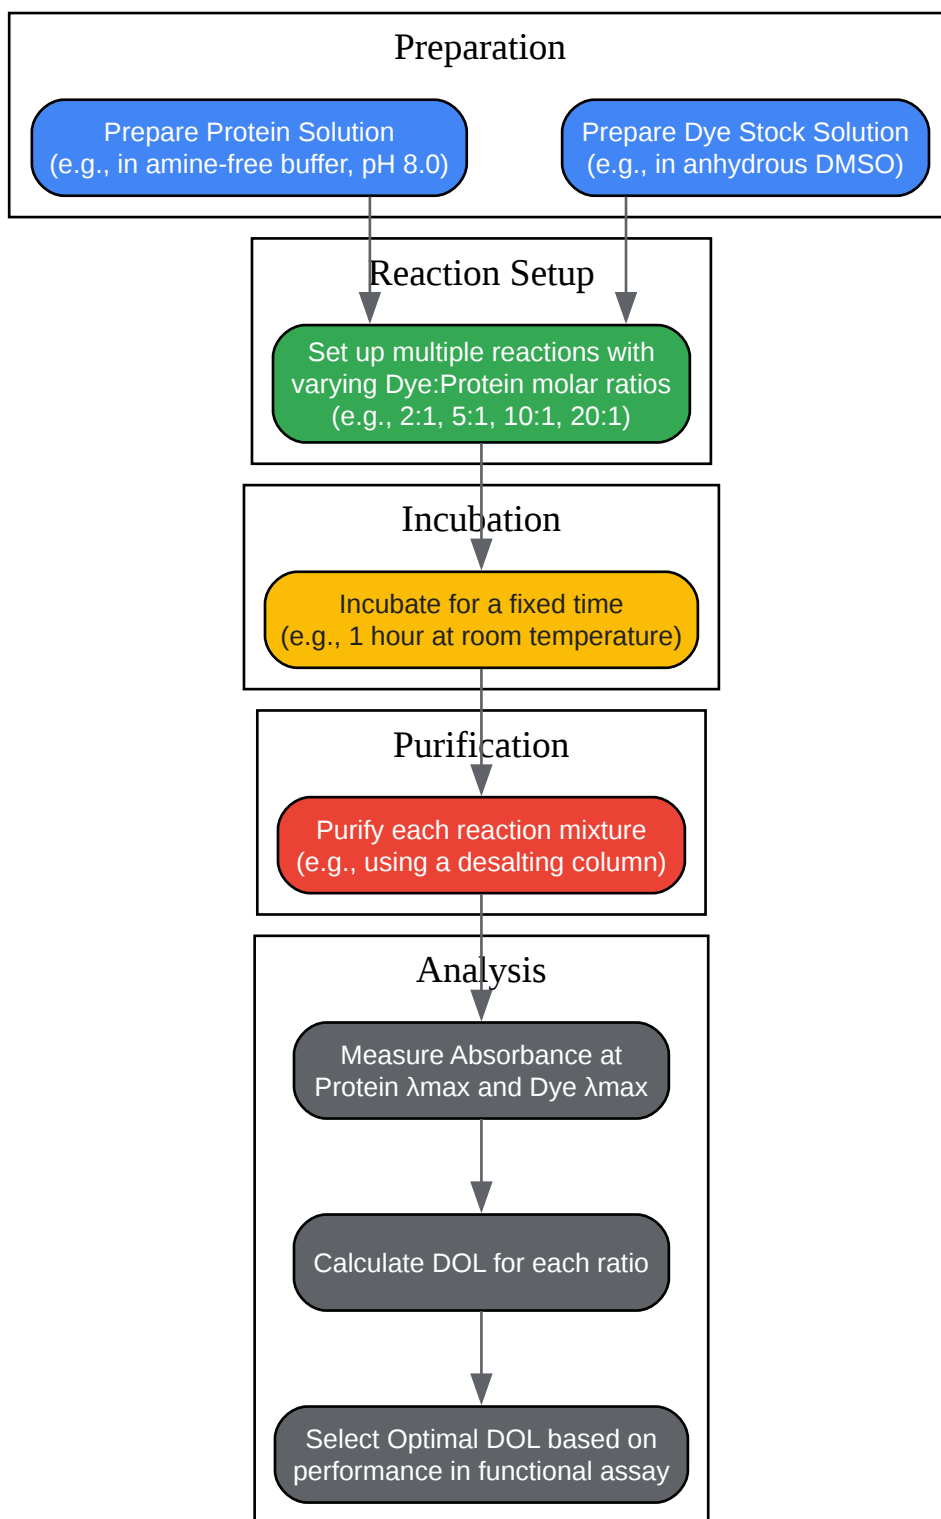 Preparation
Prepare Protein Solution
(e.g., in amine-free buffer, pH 8.0)
Prepare Dye Stock Solution
(e.g., in anhydrous DMSO)
Reaction Setup
Set up multiple reactions with
varying Dye:Protein molar ratios
(e.g., 2:1, 5:1, 10:1, 20:1)
Incubation
Incubate for a fixed time
(e.g., 1 hour at room temperature)
Purification
Purify each reaction mixture
(e.g., using a desalting column)
Analysis
Measure Absorbance at
Protein λmax and Dye λmax
Calculate DOL for each ratio
Select Optimal DOL based on
performance in functional assay